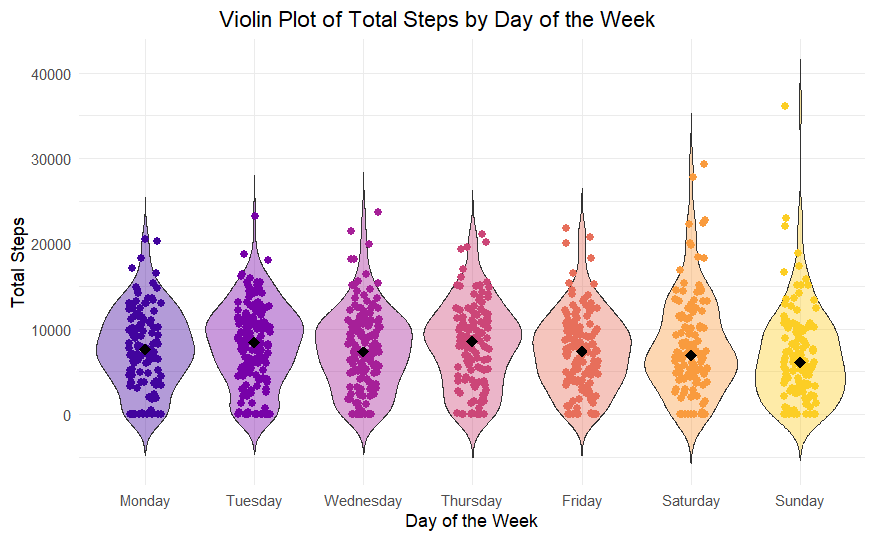 Violin Plot of Total Steps by Day of the Week
Total Steps
40000
30000
20000
10000
0
Monday Tuesday Wednesday Thursday Friday Saturday Sunday
Day of the Week